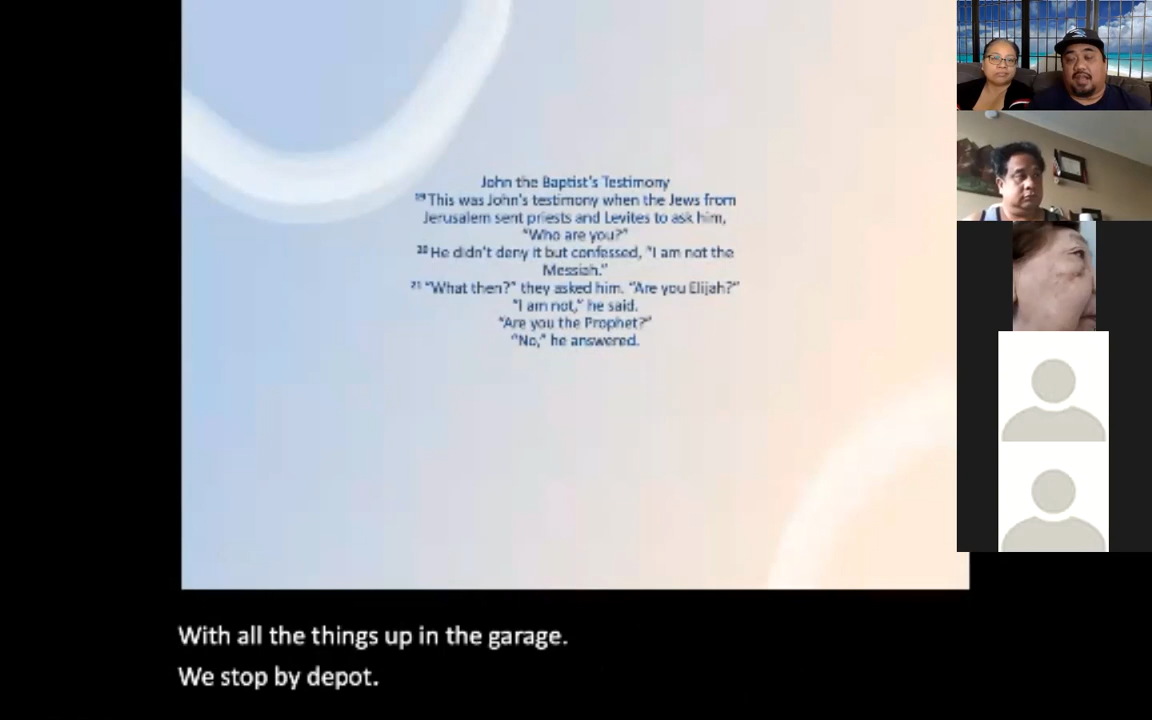 John the Baptist's Testimony
19 This was John's testimony when the Jews from
Jerusalem sent priests and Levites to ask him,
"Who are you?"
20 He didn't deny it but confessed, "I am not the
Messiah."
21 "What then?" they asked him. "Are you Elijah?"
"I am not," he said.
"Are you the Prophet?"
"No," he answered.
With all the things up in the garage.
We stop by depot.